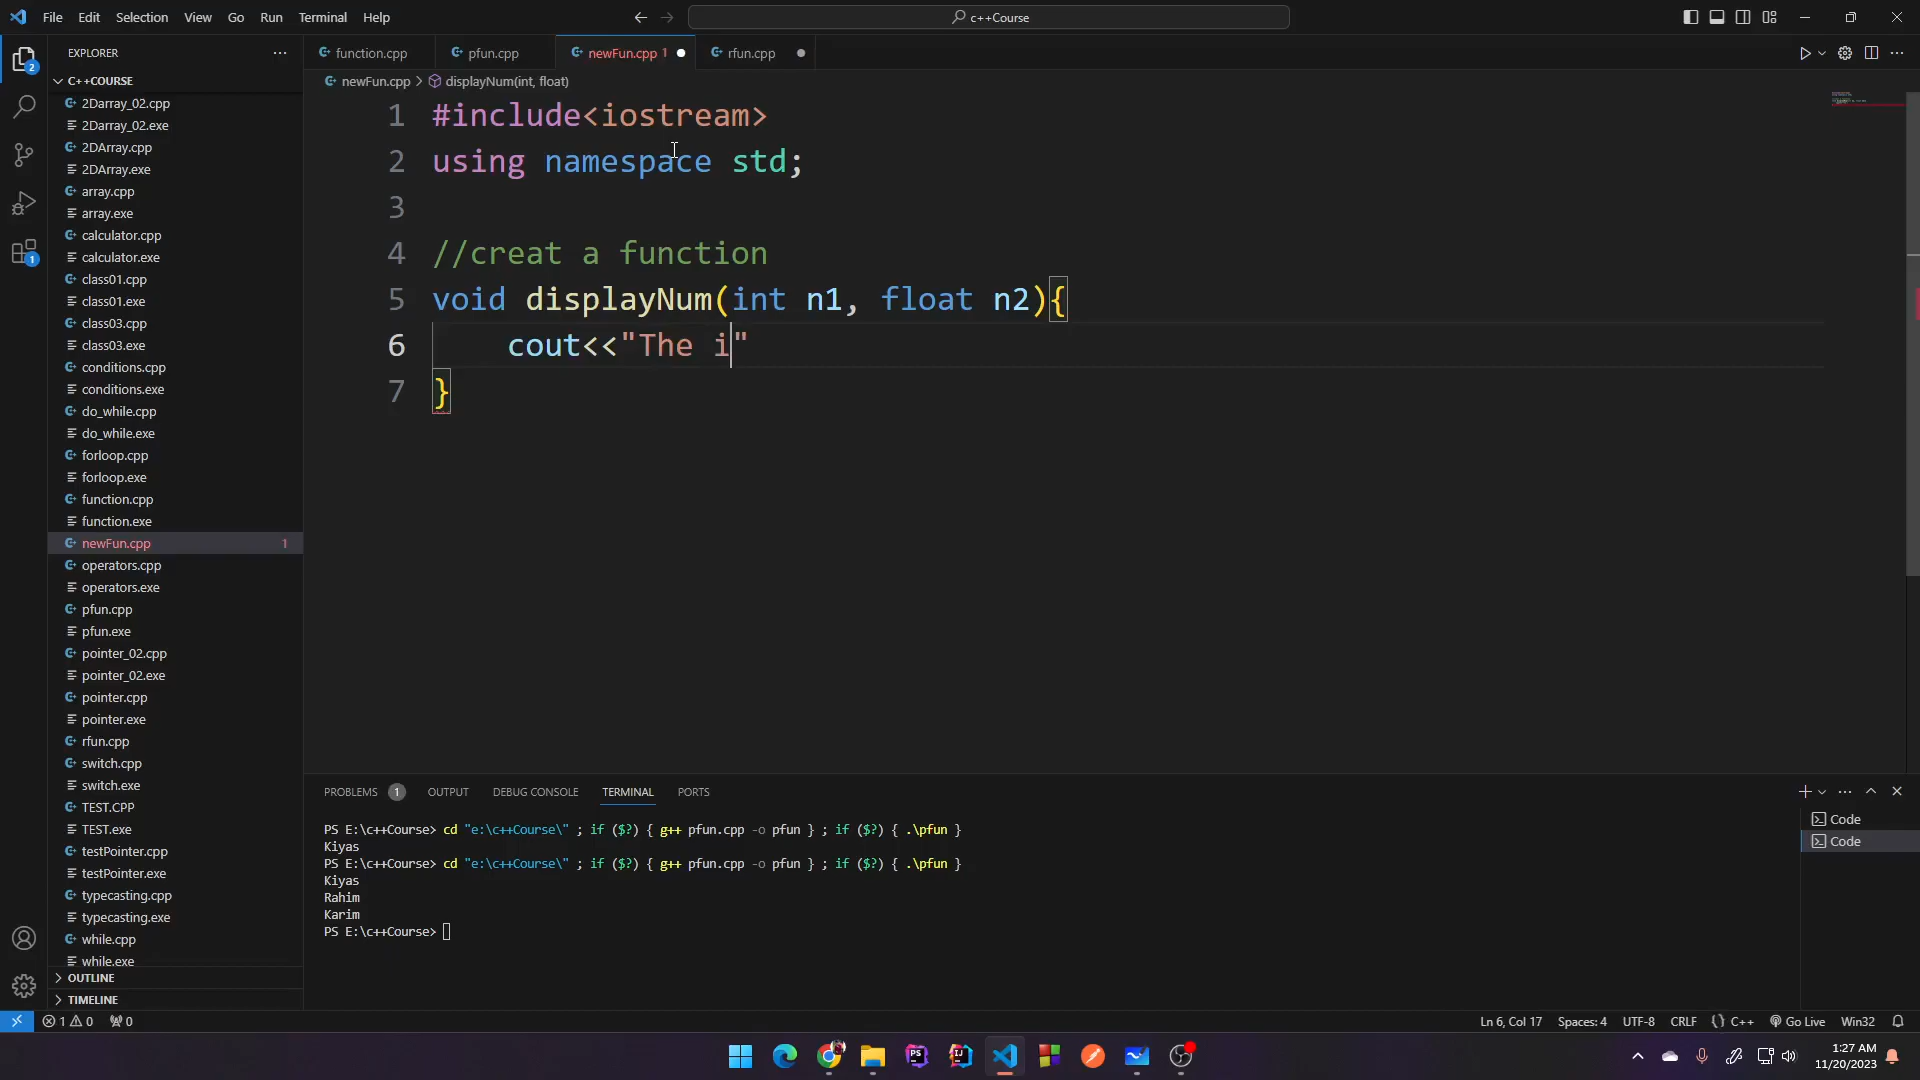 File Edit Selection View Go Run Terminal Help
c++Course
EXPLORER
C++COURSE
2Darray_02.cpp
2Darray_02.exe
2DArray.cpp
2DArray.exe
array.cpp
array.exe
calculator.cpp
calculator.exe
class01.cpp
class01.exe
class03.cpp
class03.exe
conditions.cpp
conditions.exe
do_while.cpp
do_while.exe
forloop.cpp
forloop.exe
function.cpp
function.exe
newFun.cpp 1
operators.cpp
operators.exe
pfun.cpp
pfun.exe
pointer_02.cpp
pointer_02.exe
pointer.cpp
pointer.exe
rfun.cpp
switch.cpp
switch.exe
TEST.CPP
TEST.exe
testPointer.cpp
testPointer.exe
typecasting.cpp
typecasting.exe
while.cpp
while.exe
OUTLINE
TIMELINE
2
1
function.cpp pfun.cpp newFun.cpp 1 rfun.cpp
newFun.cpp > displayNum(int, float)
1 #include<iostream>
2 using namespace std;
3
4 //creat a function
5 void displayNum(int n1, float n2){
6 cout<<"The i"
7 }
PROBLEMS 1 OUTPUT DEBUG CONSOLE TERMINAL PORTS
PS E:\c++Course> cd "e:\c++Course\" ; if ($?) { g++ pfun.cpp -o pfun } ; if ($?) { .\pfun }
Kiyas
PS E:\c++Course> cd "e:\c++Course\" ; if ($?) { g++ pfun.cpp -o pfun } ; if ($?) { .\pfun }
Kiyas
Rahim
Karim
PS E:\c++Course>
Code
Code
1 0 0
Ln 6, Col 17 Spaces: 4 UTF-8 CRLF {} C++ Go Live Win32
PS IJ
1:27 AM
11/20/2023